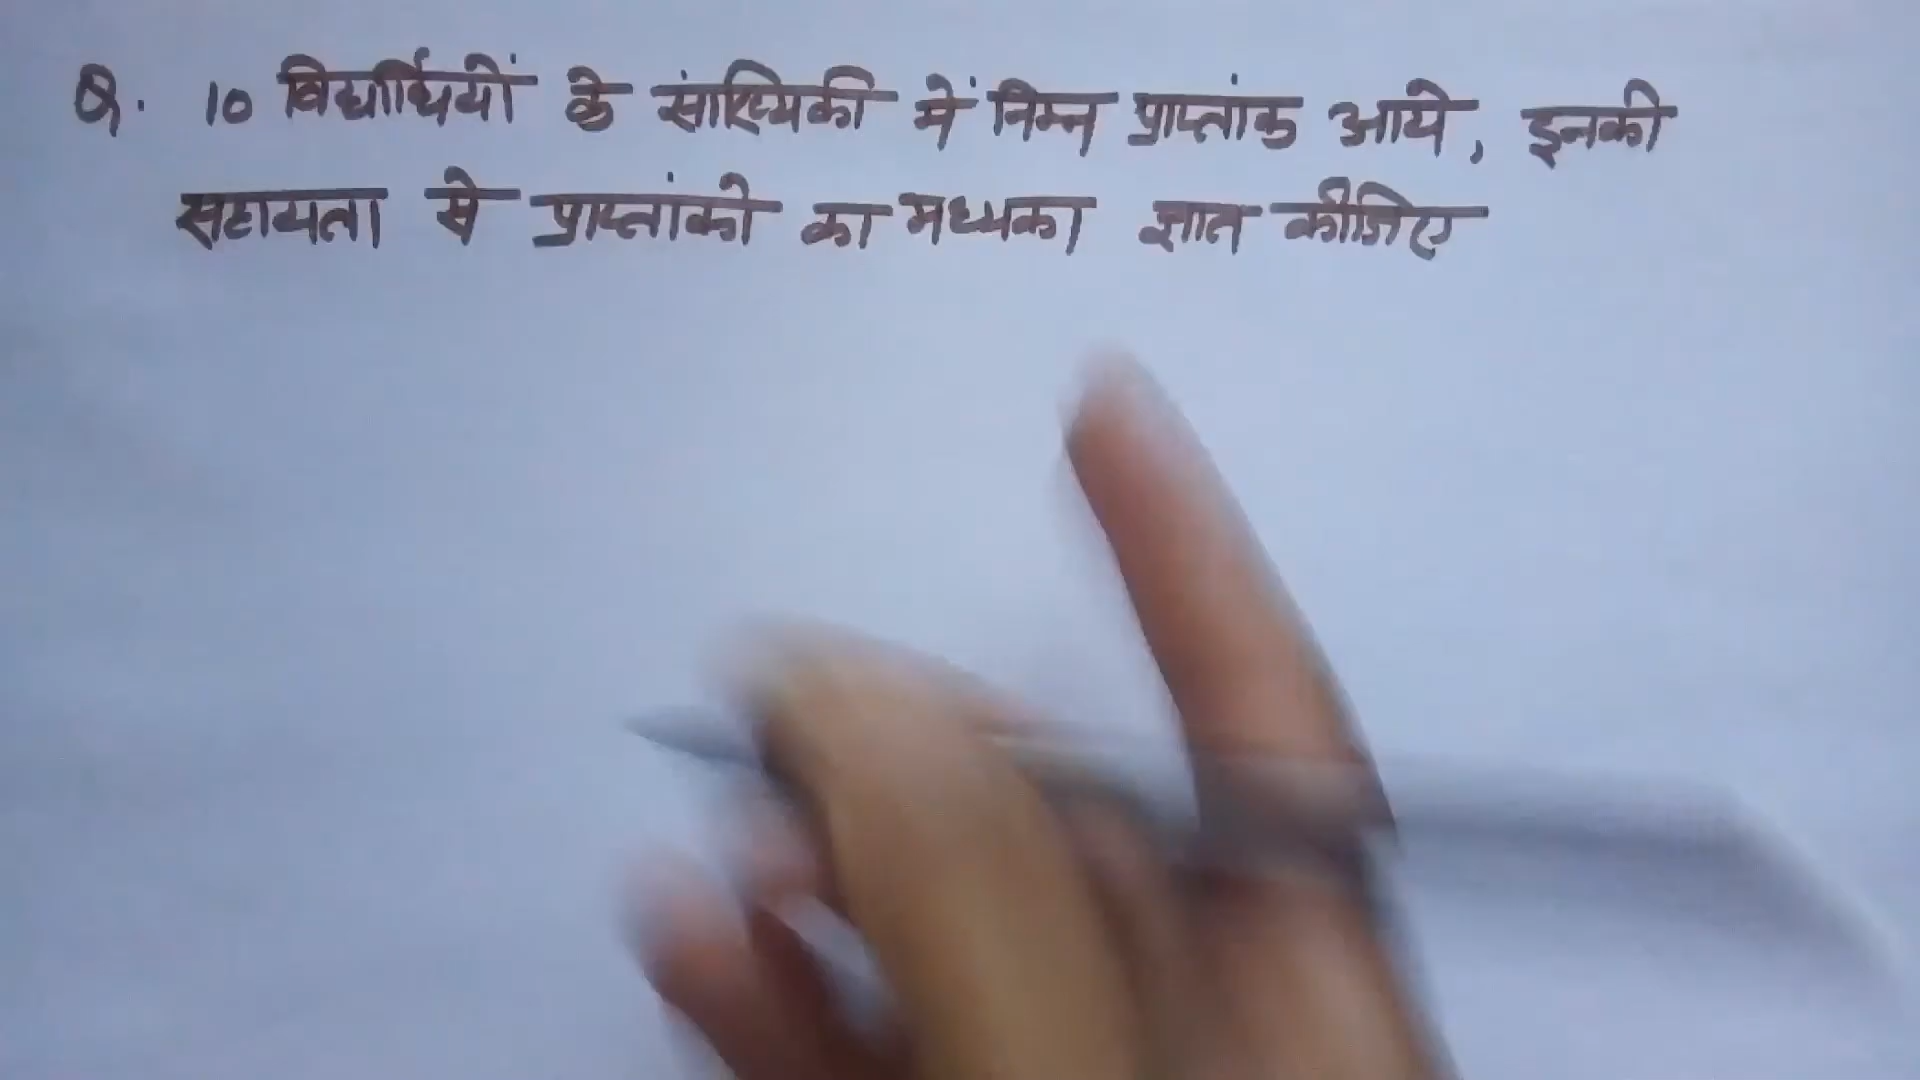 Q. 10 विद्यार्थियों के सांख्यिकी में निम्न प्राप्तांक आये, इनकी
सहायता से प्राप्तांको का मध्यका ज्ञात कीजिए